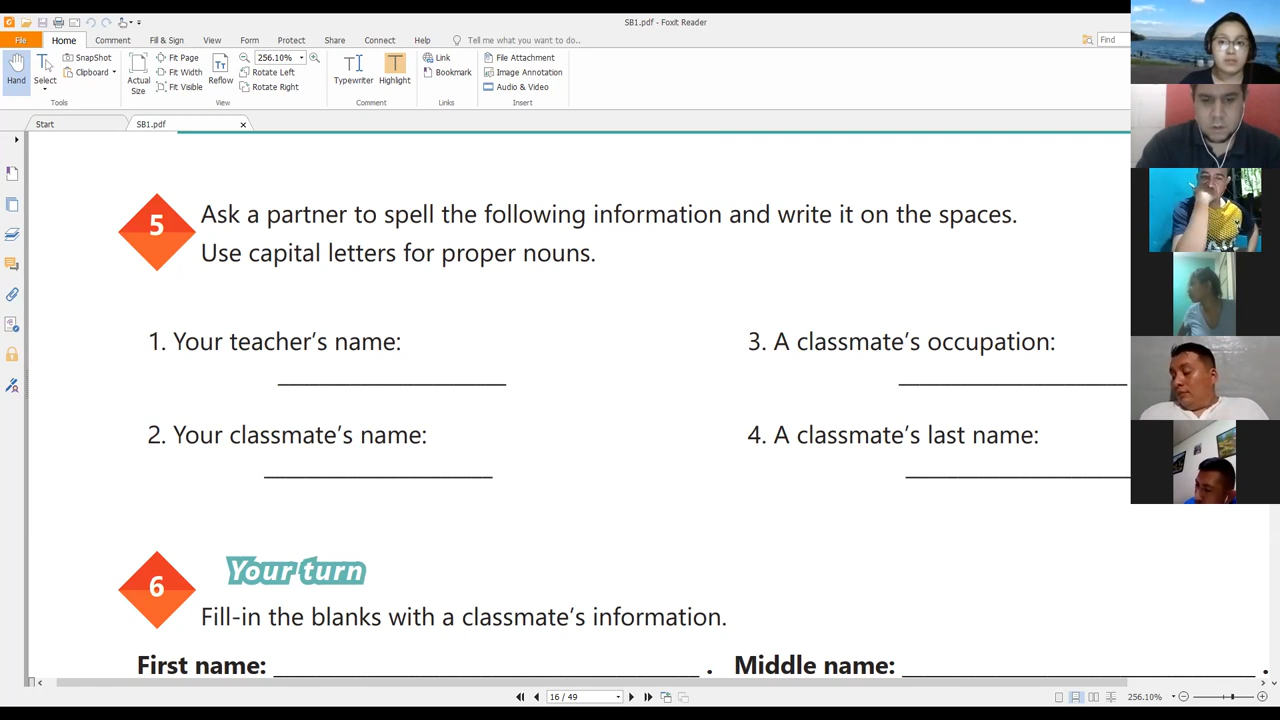 SB1.pdf - Foxit Reader
File Home Comment Fill & Sign View Form Protect Share Connect Help Tell me what you want to do.. Find
Hand Select SnapShot Clipboard Actual Size Fit Page Fit Width Fit Visible Reflow 256.10% Rotate Left Rotate Right Typewriter Highlight Link Bookmark File Attachment Image Annotation Audio & Video
Tools View Comment Links Insert
Start SB1.pdf
5 Ask a partner to spell the following information and write it on the spaces.
Use capital letters for proper nouns.
1. Your teacher's name: 3. A classmate's occupation:
2. Your classmate's name: 4. A classmate's last name:
6 Your turn
Fill-in the blanks with a classmate's information.
First name: . Middle name: .
16 / 49 256.10%